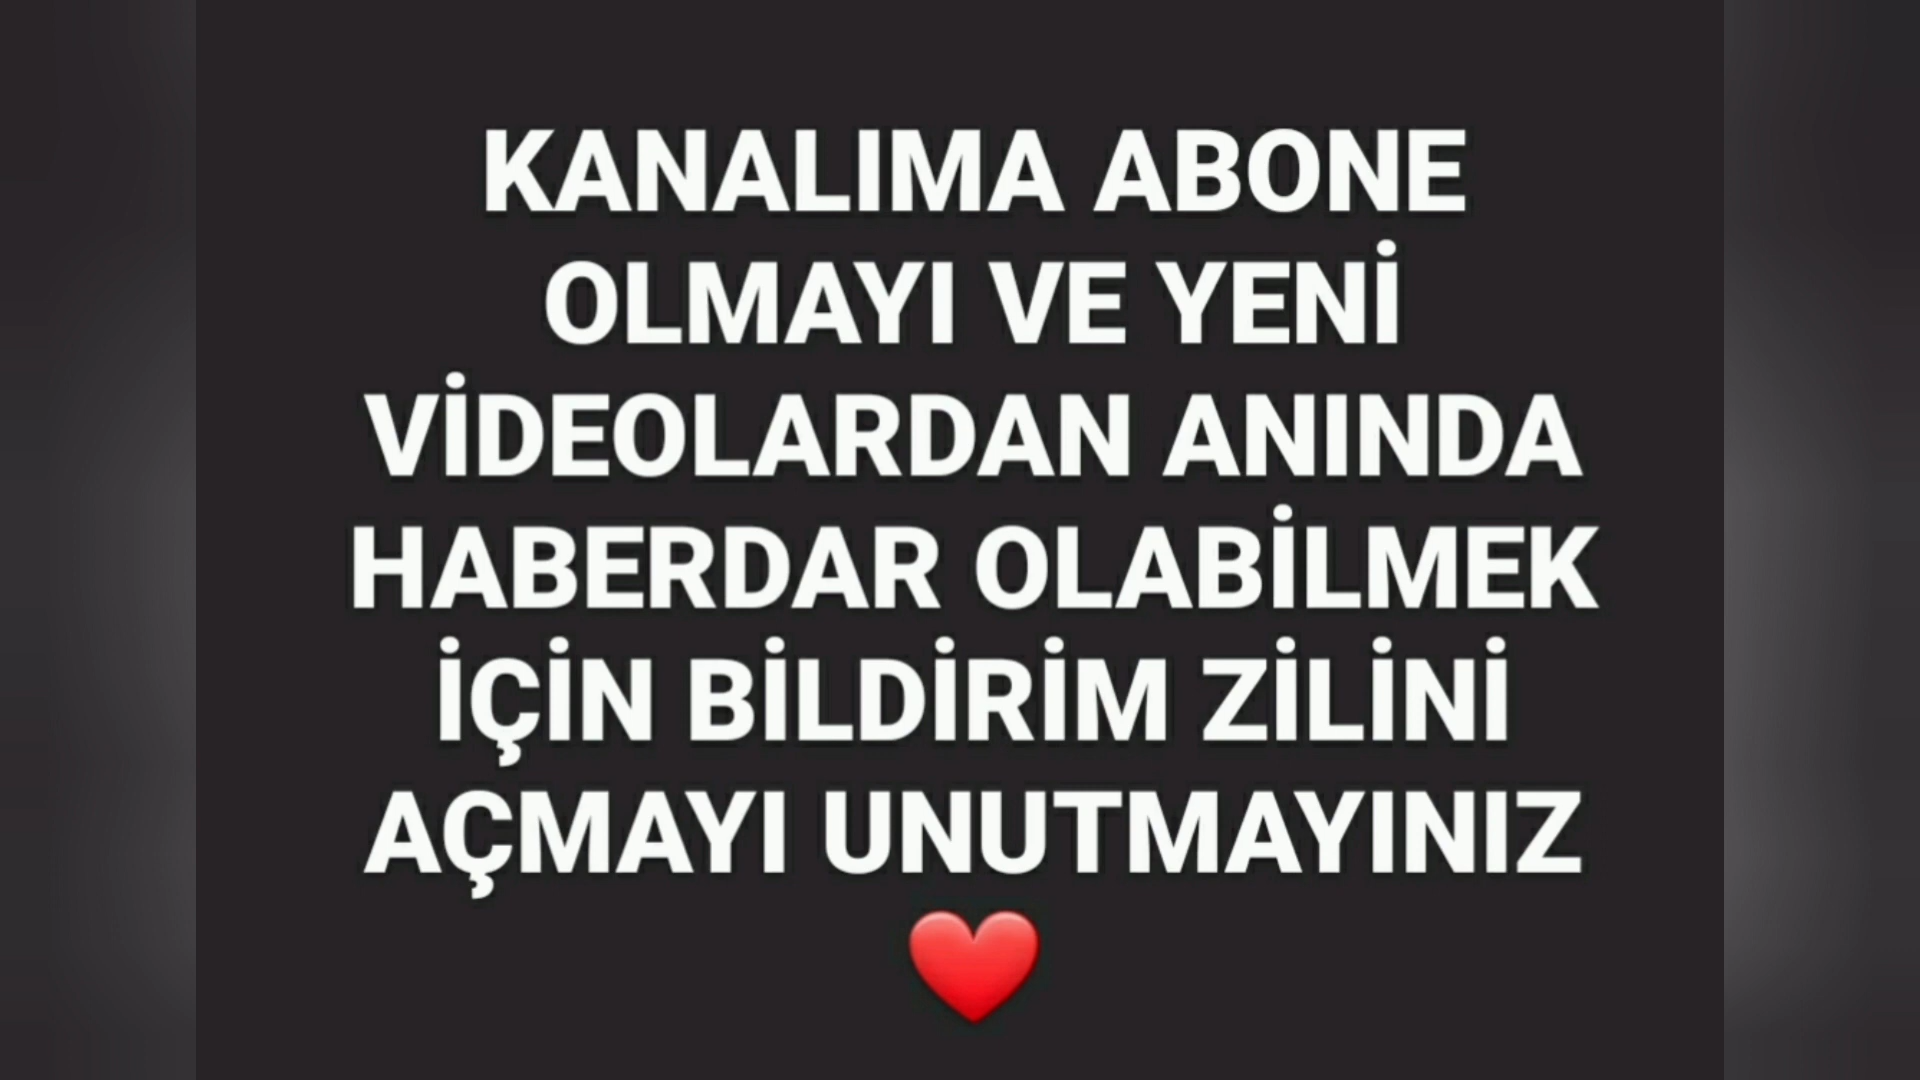 KANALIMA ABONE
OLMAYI VE YENİ
VİDEOLARDAN ANINDA
HABERDAR OLABİLMEK
İÇİN BİLDİRİM ZİLİNİ
AÇMAYI UNUTMAYINIZ
❤️